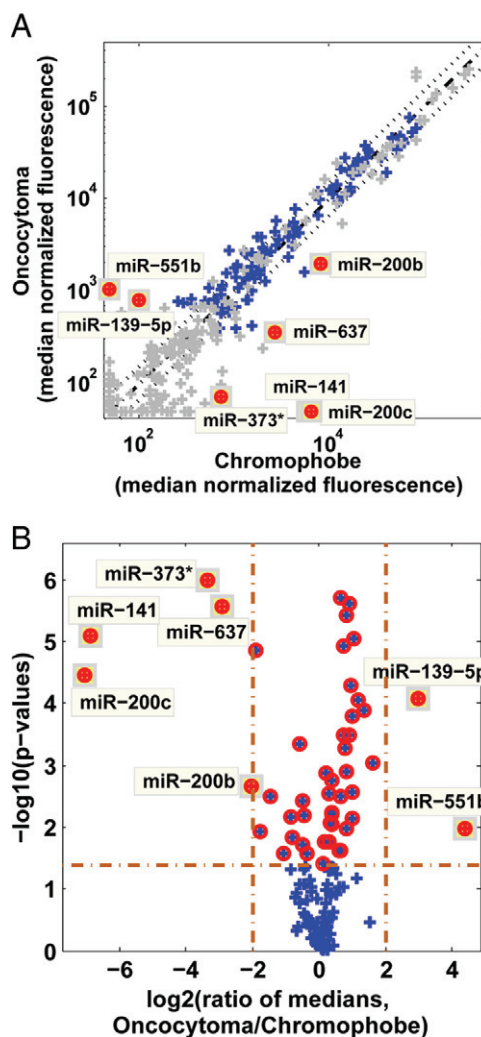 A
Oncocytoma
(median normalized fluorescence)
10^5
10^4
10^3
10^2
miR−551b
miR−139−5p
miR−200b
miR−637
miR−141
miR−373*
miR−200c
10^2
10^4
Chromophobe
(median normalized fluorescence)
B
−log10(p−values)
6
5
4
3
2
1
0
miR−373*
miR−141
miR−637
miR−139−5p
miR−200c
miR−200b
miR−551b
−6
−4
−2
0
2
4
log2(ratio of medians,
Oncocytoma/Chromophobe)